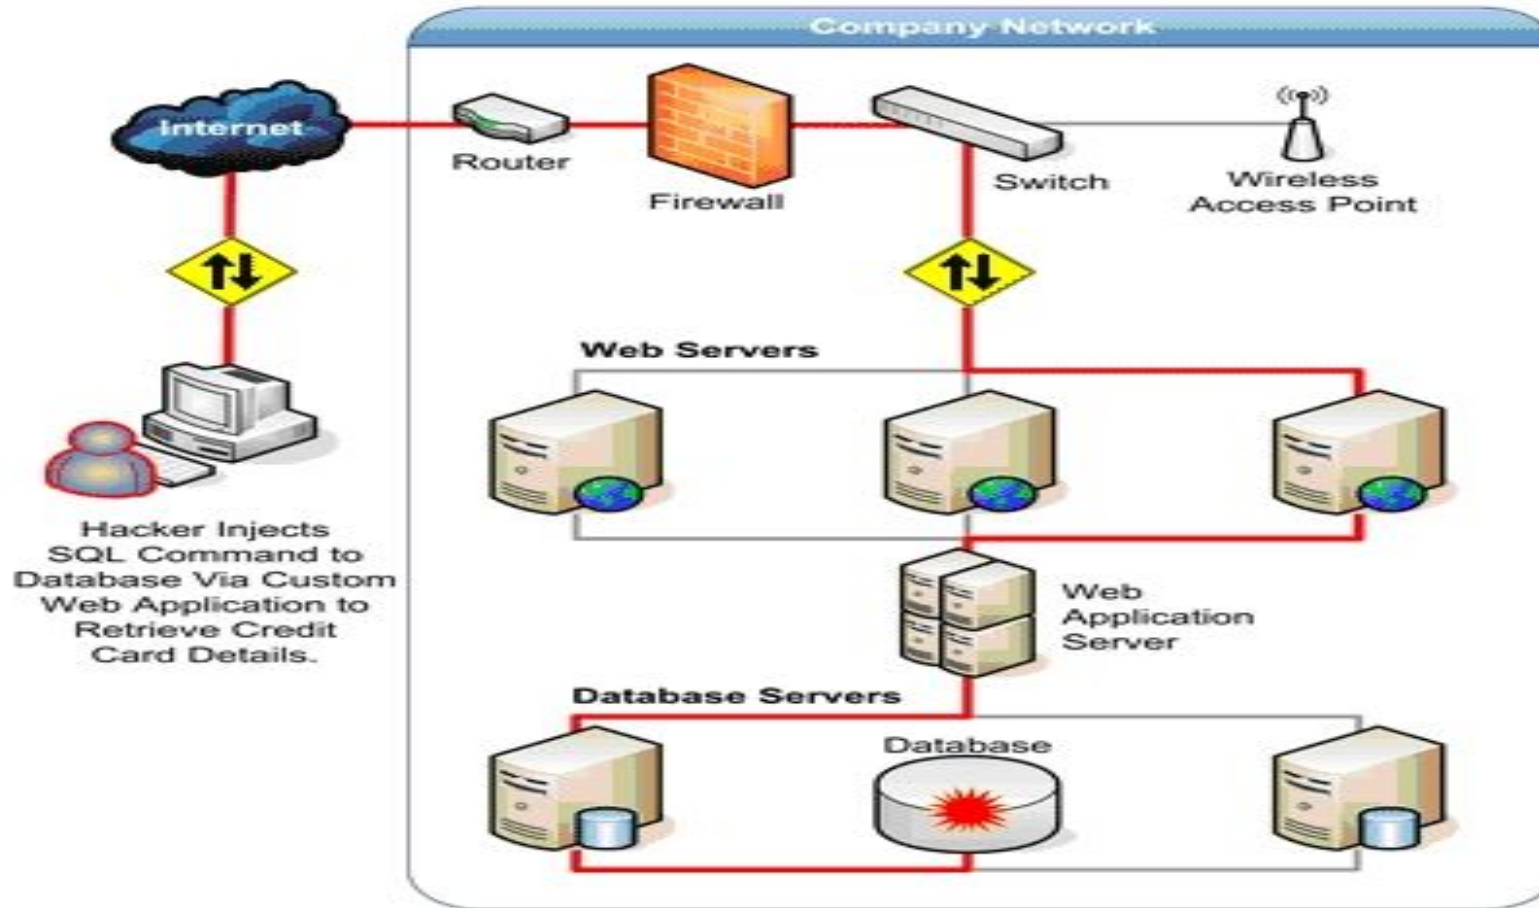 Company Network
Internet
Router
Firewall
Switch
Wireless
Access Point
Web Servers
Hacker Injects
SQL Command to
Database Via Custom
Web Application to
Retrieve Credit
Card Details.
Web
Application
Server
Database Servers
Database